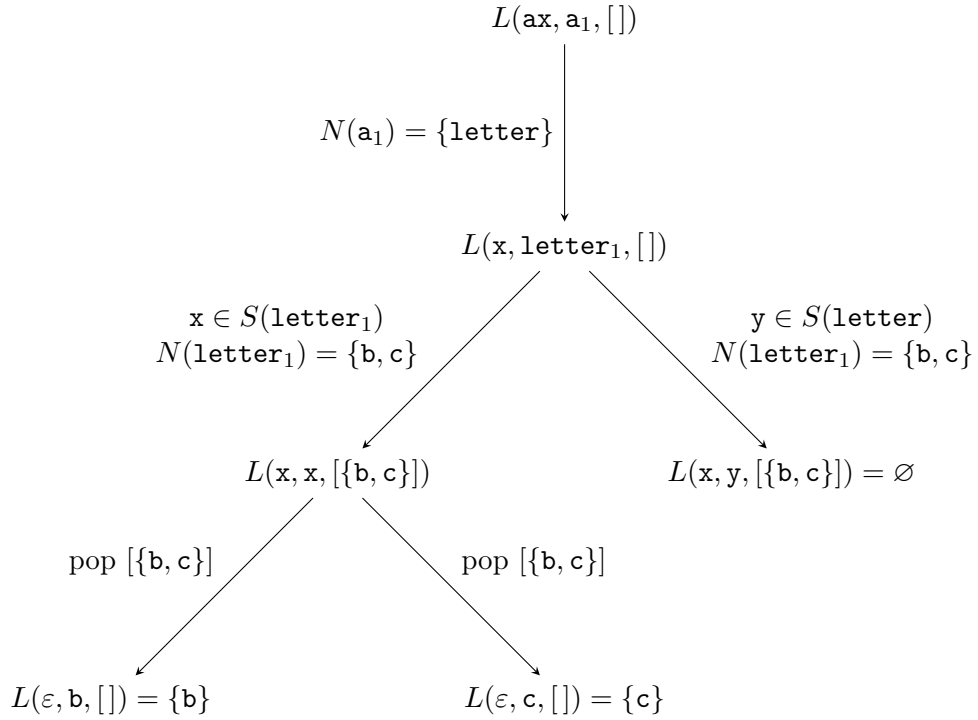 L(ax, a₁, [ ])
N(a₁) = {letter}
L(x, letter₁, [ ])
x ∈ S(letter₁)
N(letter₁) = {b, c}
y ∈ S(letter)
N(letter₁) = {b, c}
L(x, x, [{b, c}])
L(x, y, [{b, c}]) = ∅
pop [{b, c}]
pop [{b, c}]
L(ε, b, [ ]) = {b}
L(ε, c, [ ]) = {c}